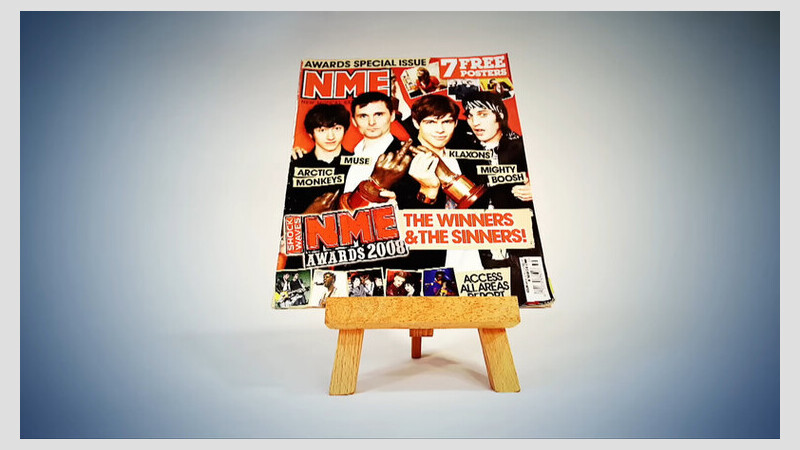 AWARDS SPECIAL ISSUE
7 FREE
POSTERS
NME
MUSE
KLAXONS
ARCTIC
MONKEYS
MIGHTY
BOOSH
SHOCK
WAVES
NME
AWARDS 2008
THE WINNERS
& THE SINNERS!
ACCESS
ALL AREAS
REPORT